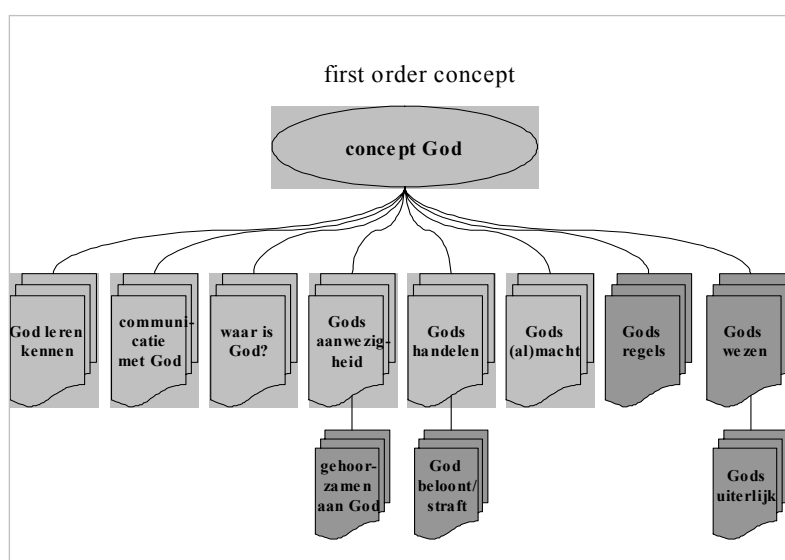 first order concept
concept God
God leren
kennen
communi-
catie
met God
waar is
God?
Gods
aanwezig-
heid
Gods
handelen
Gods
(al)macht
Gods
regels
Gods
wezen
gehoor-
zamen
aan God
God
beloont/
straft
Gods
uiterlijk